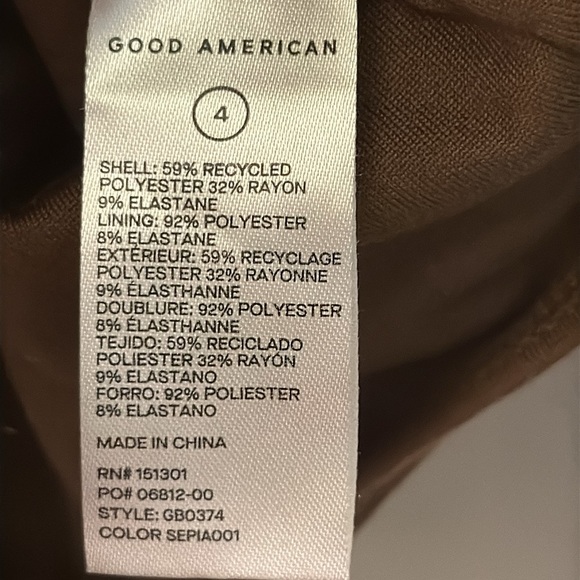 GOOD AMERICAN
4
SHELL: 59% RECYCLED
POLYESTER 32% RAYON
9% ELASTANE
LINING: 92% POLYESTER
8% ELASTANE
EXTÉRIEUR: 59% RECYCLAGE
POLYESTER 32% RAYONNE
9% ÉLASTHANNE
DOUBLURE: 92% POLYESTER
8% ÉLASTHANNE
TEJIDO: 59% RECICLADO
POLIESTER 32% RAYÓN
9% ELASTANO
FORRO: 92% POLIESTER
8% ELASTANO
MADE IN CHINA
RN# 151301
PO# 06812-00
STYLE: GB0374
COLOR SEPIA001